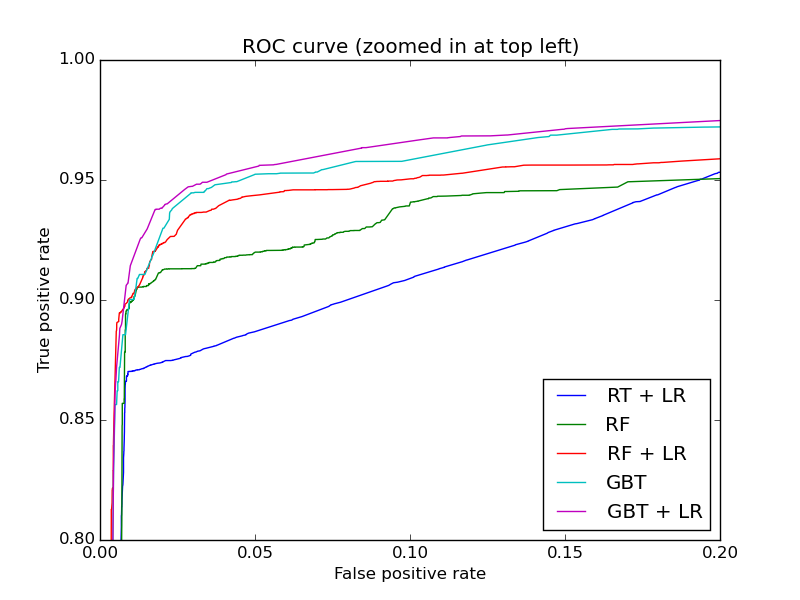 ROC curve (zoomed in at top left)
True positive rate
1.00
0.95
0.90
0.85
0.80
0.00 0.05 0.10 0.15 0.20
False positive rate
RT + LR
RF
RF + LR
GBT
GBT + LR